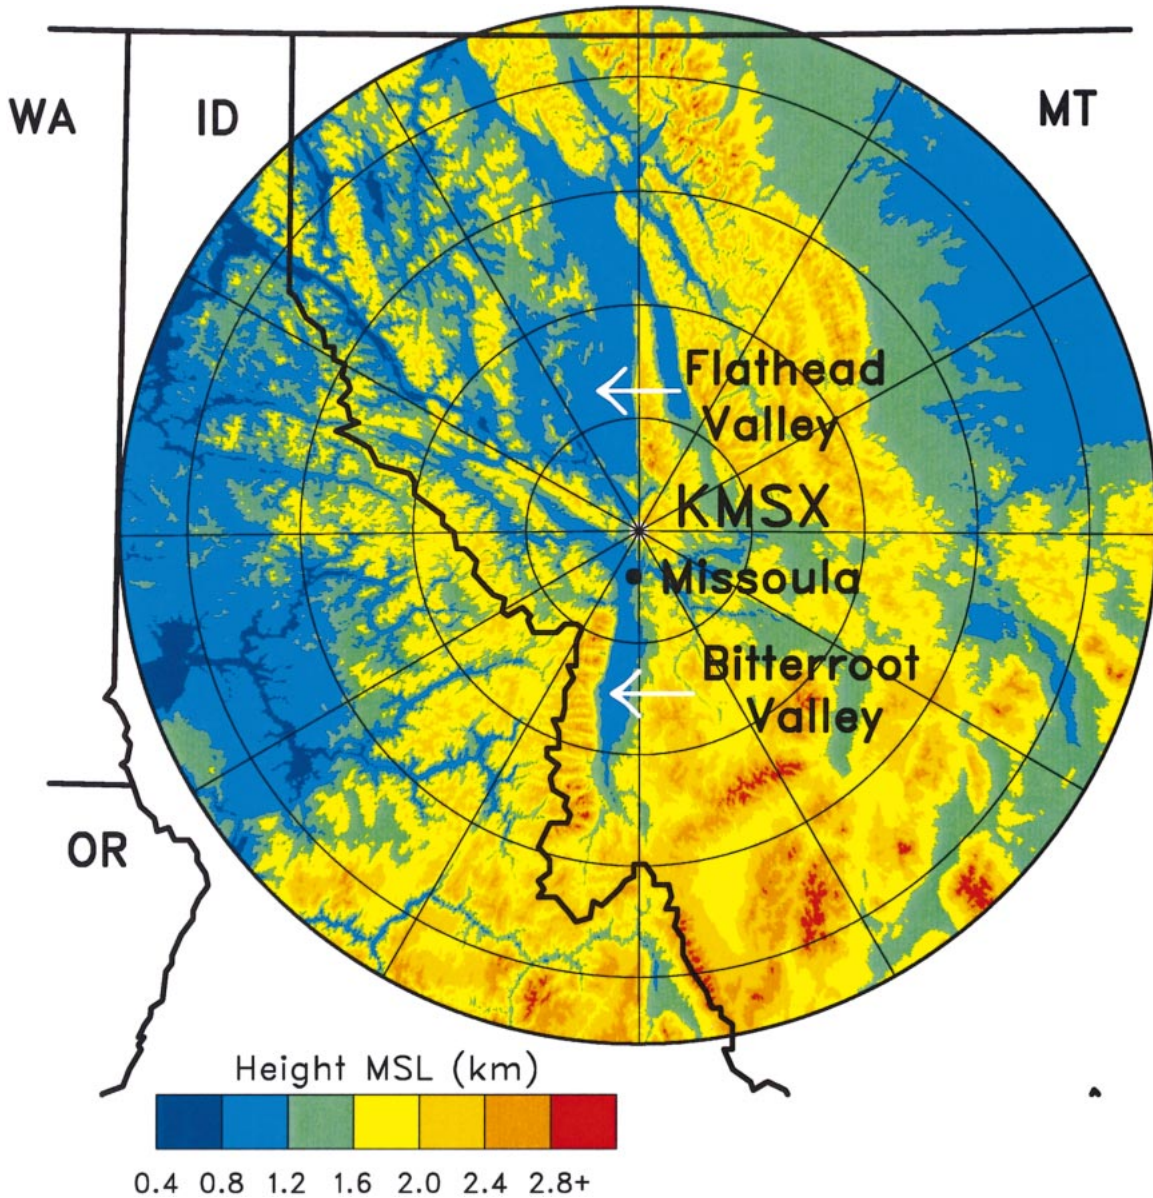 WA
ID
MT
Flathead
Valley
KMSX
Missoula
Bitterroot
Valley
OR
Height MSL (km)
0.4 0.8 1.2 1.6 2.0 2.4 2.8+